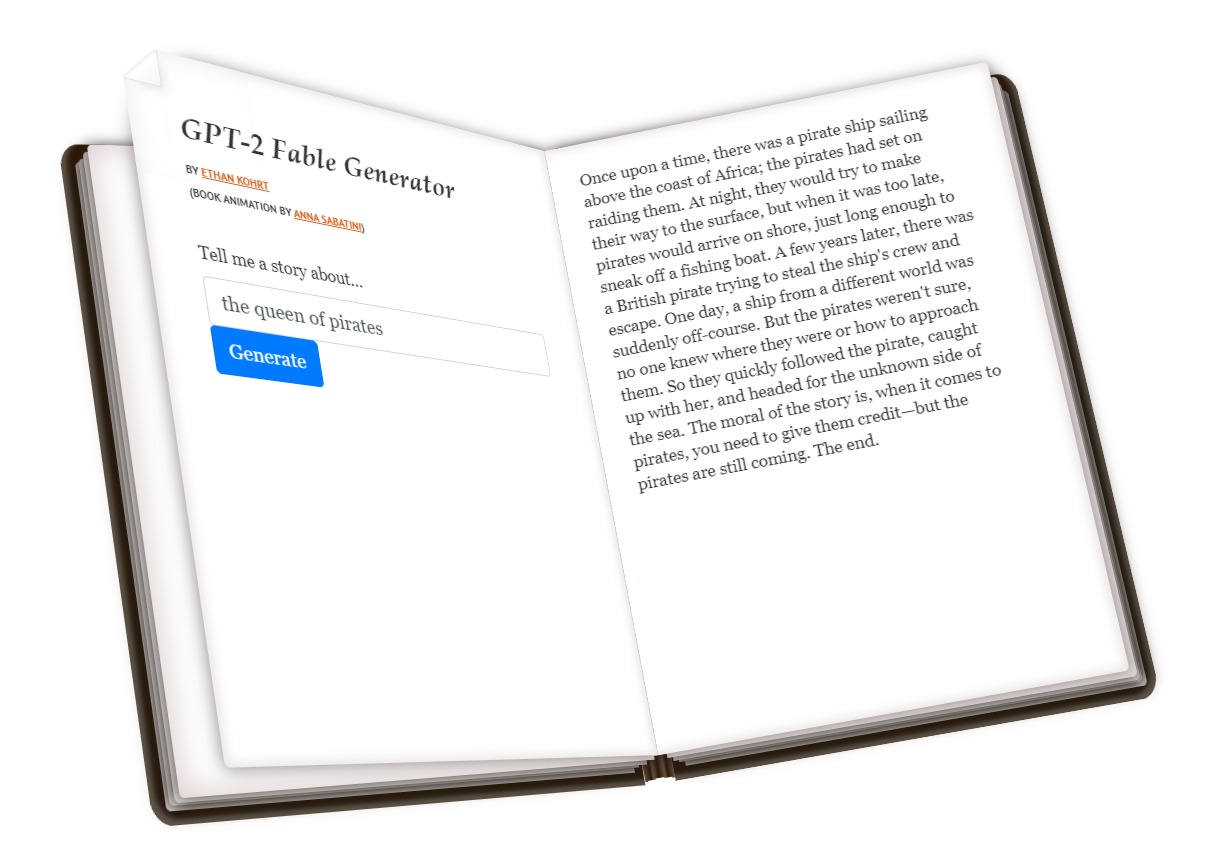 GPT-2 Fable Generator
BY ETHAN KOHRT
(BOOK ANIMATION BY ANNA SABATINI)
Tell me a story about...
the queen of pirates
Generate
Once upon a time, there was a pirate ship sailing
above the coast of Africa; the pirates had set on
raiding them. At night, they would try to make
their way to the surface, but when it was too late,
pirates would arrive on shore, just long enough to
sneak off a fishing boat. A few years later, there was
a British pirate trying to steal the ship's crew and
escape. One day, a ship from a different world was
suddenly off-course. But the pirates weren't sure,
no one knew where they were or how to approach
them. So they quickly followed the pirate, caught
up with her, and headed for the unknown side of
the sea. The moral of the story is, when it comes to
pirates, you need to give them credit—but the
pirates are still coming. The end.